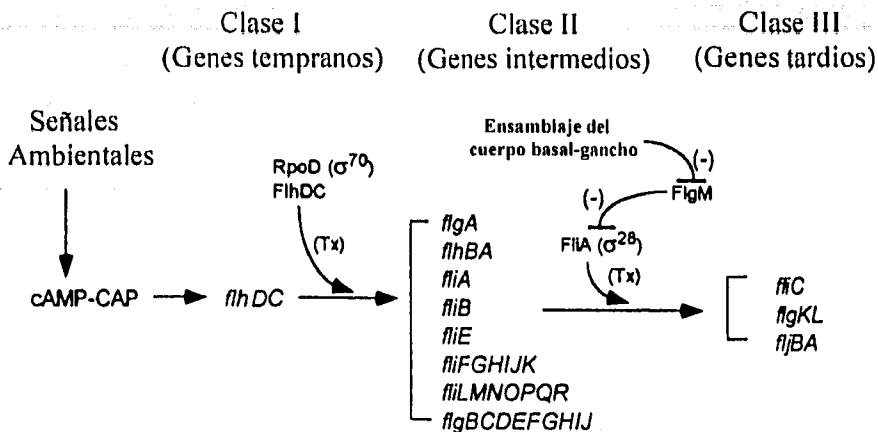 Clase I
(Genes tempranos)
Clase II
(Genes intermedios)
Clase III
(Genes tardios)
Señales
Ambientales
cAMP-CAP
flhDC
RpoD (σ70)
FlhDC
(Tx)
flgA
flhBA
fliA
fliB
fliE
fliFGHIJK
fliLMNOPQR
flgBCDEFGHIJ
Ensamblaje del
cuerpo basal-gancho
(-)
FlgM
(-)
FliA (σ28)
(Tx)
fliC
flgKL
fljBA